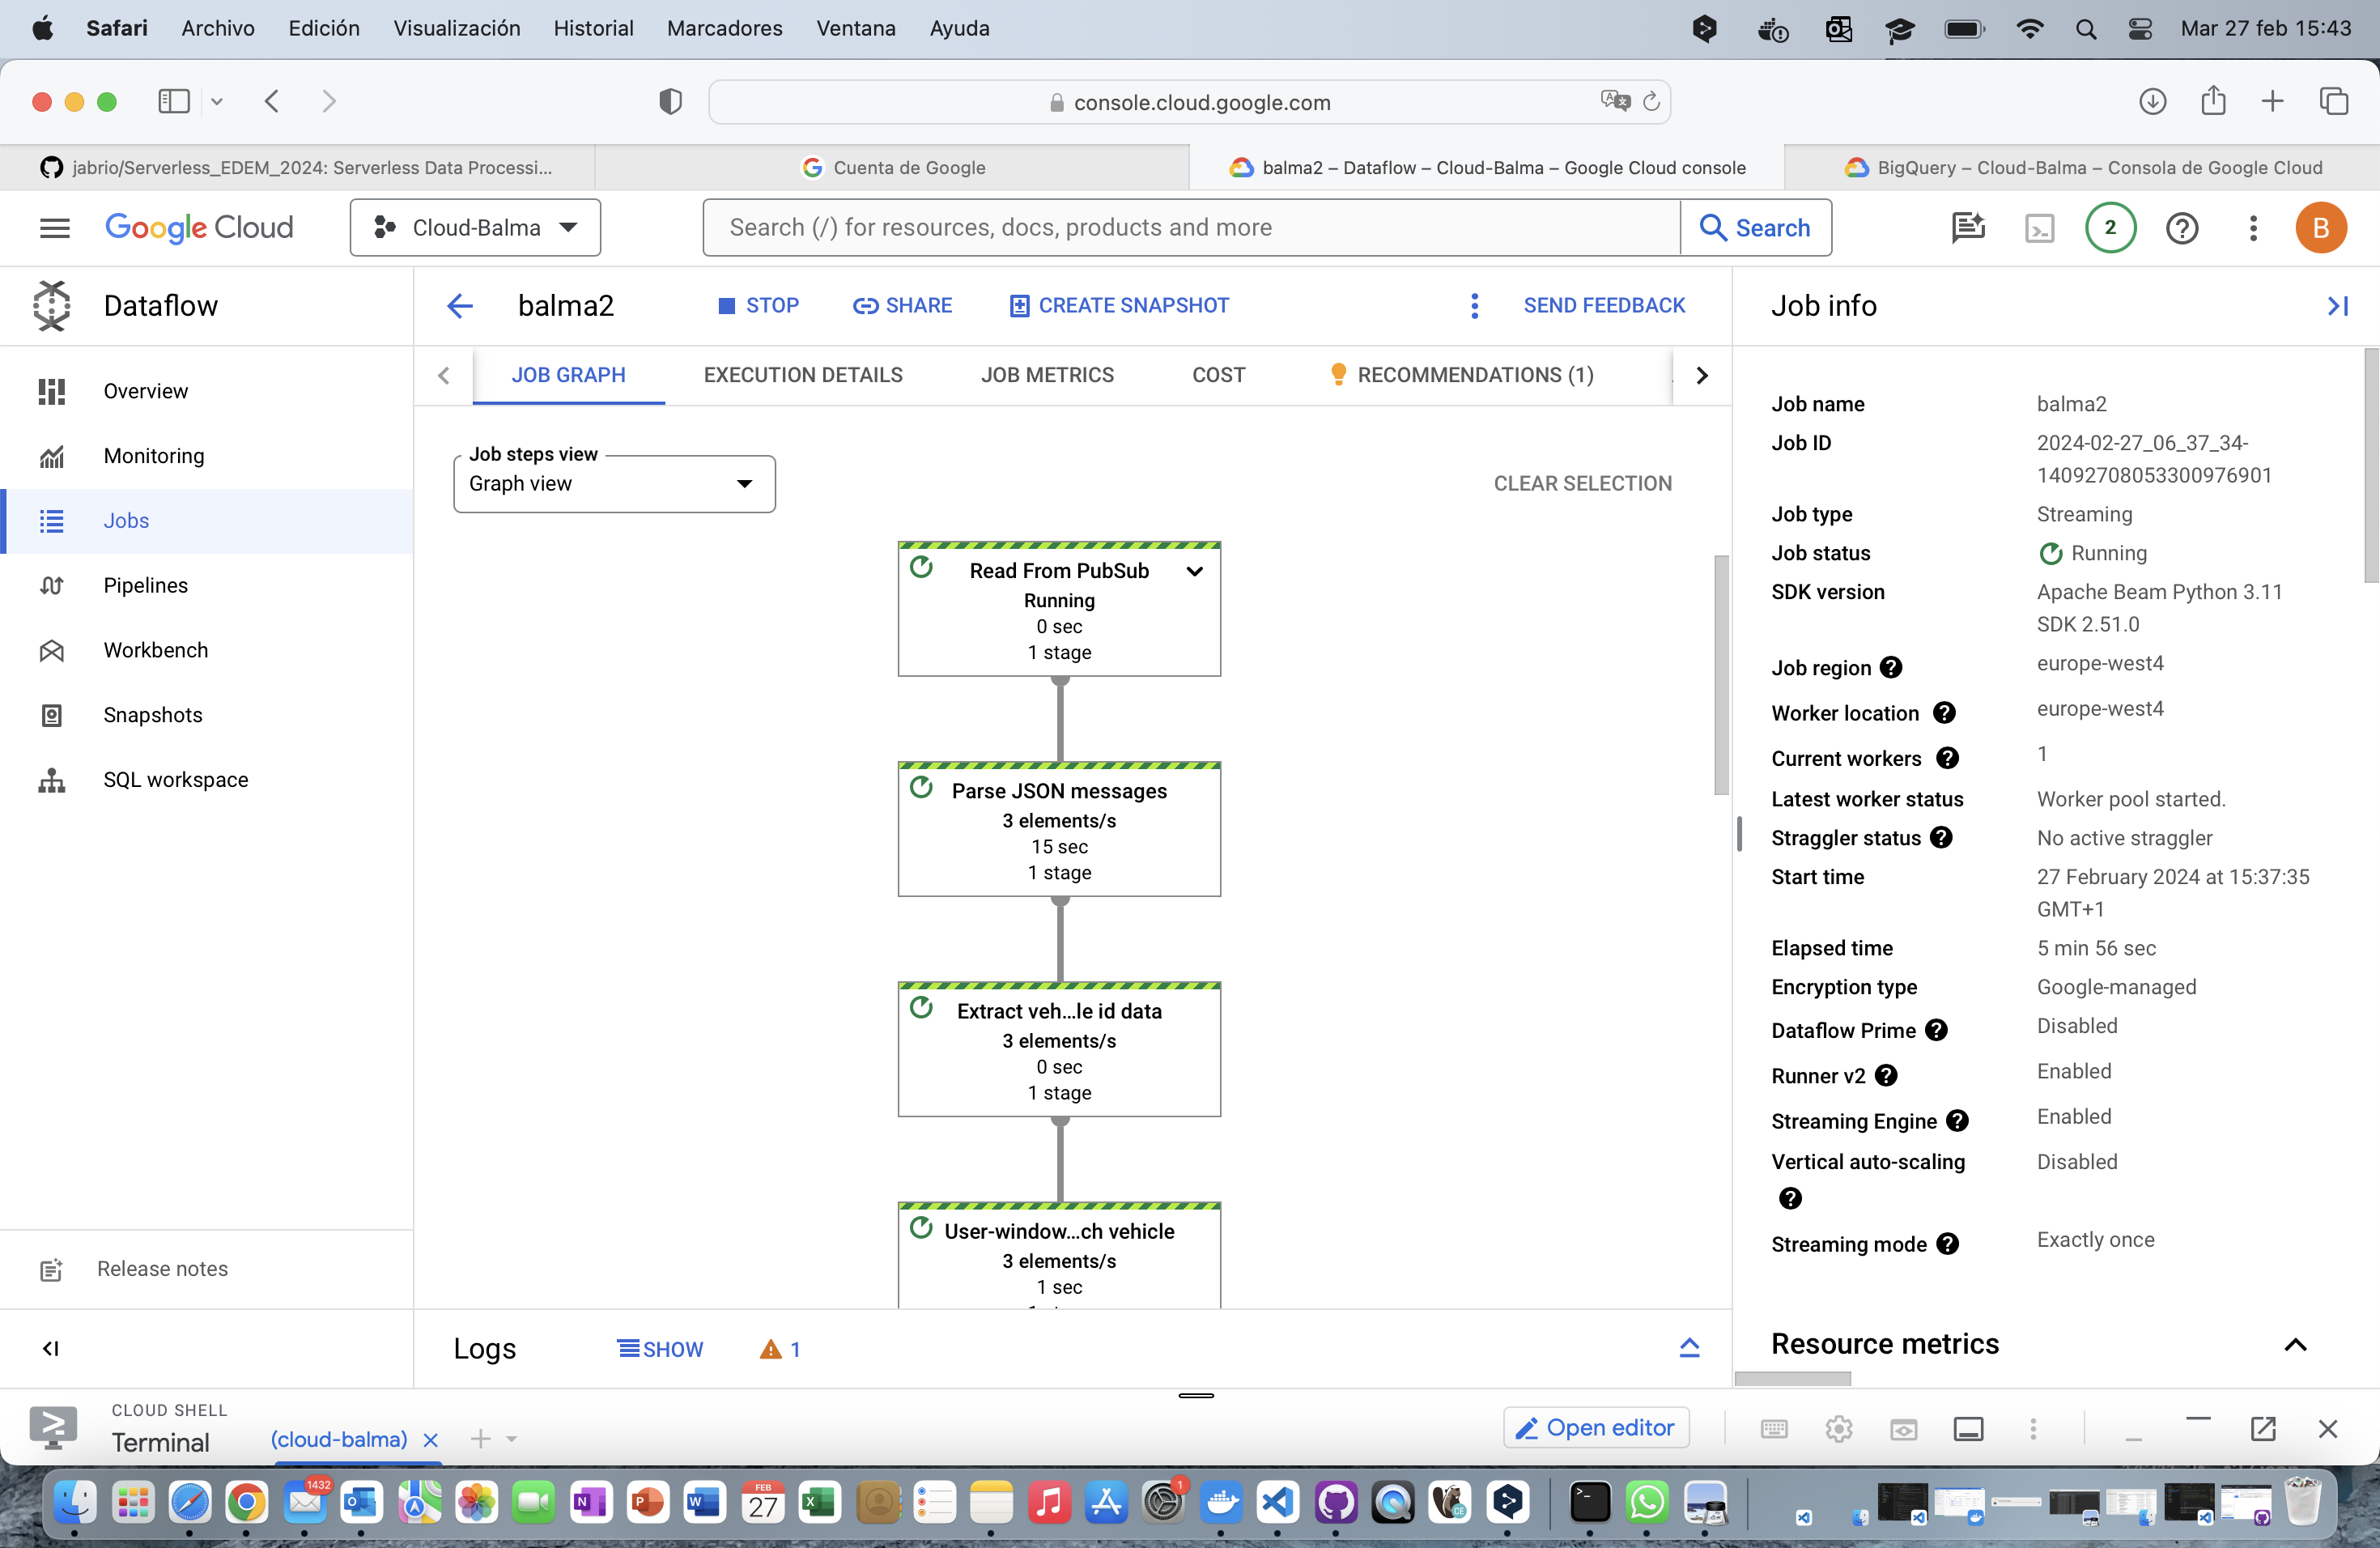 Safari Archivo Edición Visualización Historial Marcadores Ventana Ayuda Mar 27 feb 15:43
console.cloud.google.com
jabrio/Serverless_EDEM_2024: Serverless Data Processi...
Cuenta de Google
balma2 – Dataflow – Cloud-Balma – Google Cloud console
BigQuery – Cloud-Balma – Consola de Google Cloud
Google Cloud
Cloud-Balma
Search (/) for resources, docs, products and more
Search
2
B
Dataflow
Overview
Monitoring
Jobs
Pipelines
Workbench
Snapshots
SQL workspace
Release notes
balma2
STOP
SHARE
CREATE SNAPSHOT
SEND FEEDBACK
JOB GRAPH
EXECUTION DETAILS
JOB METRICS
COST
RECOMMENDATIONS (1)
Job steps view
Graph view
CLEAR SELECTION
Read From PubSub
Running
0 sec
1 stage
Parse JSON messages
3 elements/s
15 sec
1 stage
Extract veh...le id data
3 elements/s
0 sec
1 stage
User-window...ch vehicle
3 elements/s
1 sec
Logs
SHOW
1
Job info
Job name balma2
Job ID 2024-02-27_06_37_34-
14092708053300976901
Job type Streaming
Job status Running
SDK version Apache Beam Python 3.11
SDK 2.51.0
Job region europe-west4
Worker location europe-west4
Current workers 1
Latest worker status Worker pool started.
Straggler status No active straggler
Start time 27 February 2024 at 15:37:35
GMT+1
Elapsed time 5 min 56 sec
Encryption type Google-managed
Dataflow Prime Disabled
Runner v2 Enabled
Streaming Engine Enabled
Vertical auto-scaling Disabled
Streaming mode Exactly once
Resource metrics
CLOUD SHELL
Terminal
(cloud-balma)
Open editor
1432
FEB
27
1